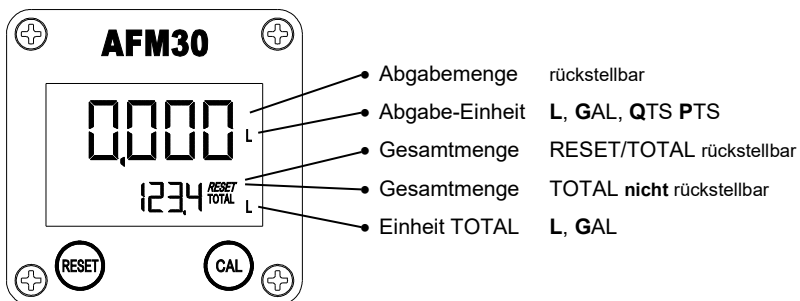 AFM30
0,000 L
123,4 RESET TOTAL L
RESET CAL
Abgabemenge rückstellbar
Abgabe-Einheit L, GAL, QTS PTS
Gesamtmenge RESET/TOTAL rückstellbar
Gesamtmenge TOTAL nicht rückstellbar
Einheit TOTAL L, GAL